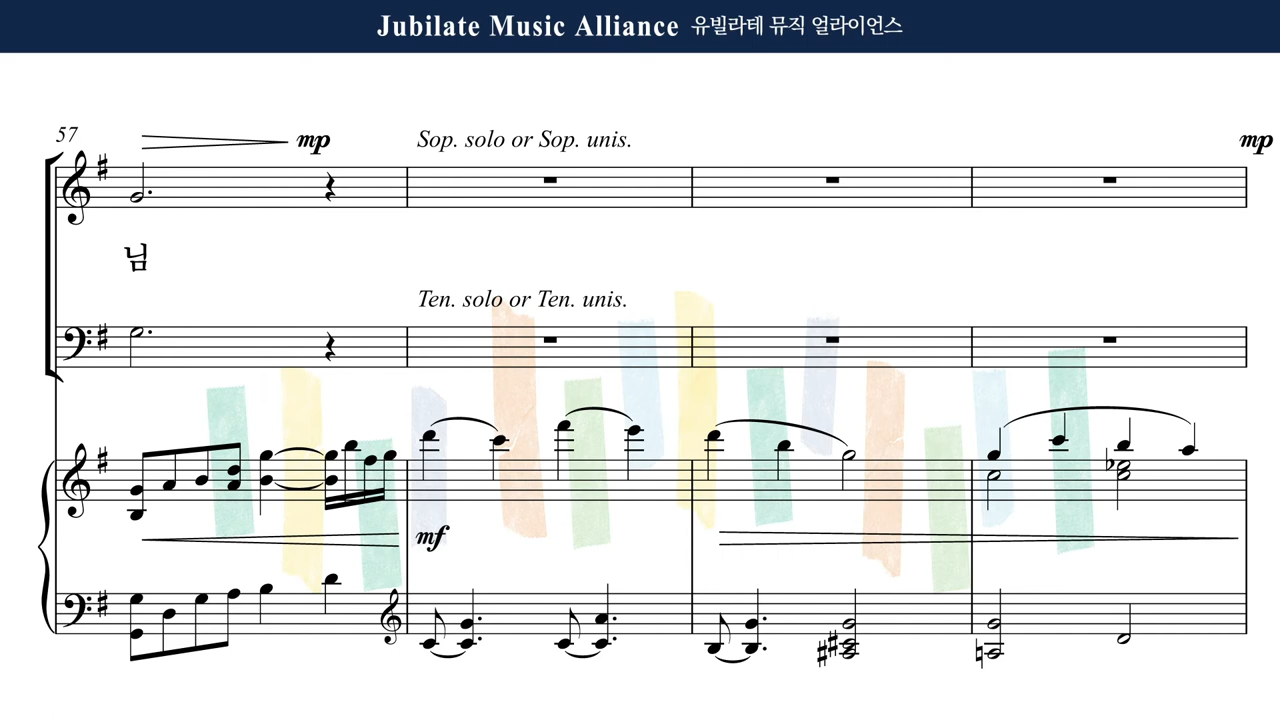 Jubilate Music Alliance 유빌라테 뮤직 얼라이언스
57
mp
Sop. solo or Sop. unis.
mp
님
Ten. solo or Ten. unis.
mf